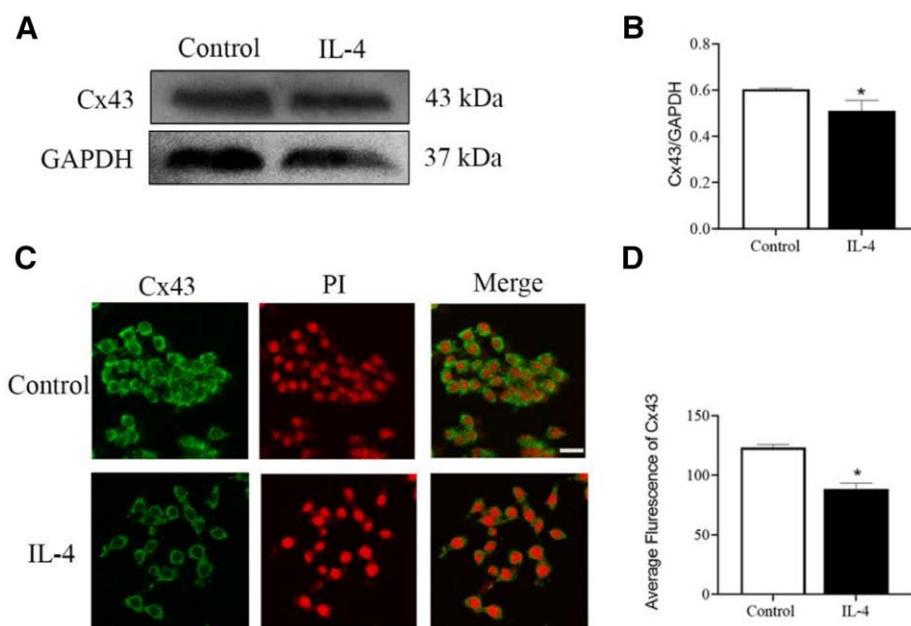 A
Control IL-4
Cx43 43 kDa
GAPDH 37 kDa
B
Cx43/GAPDH
0.8
0.6
0.4
0.2
0.0
*
Control IL-4
C
Cx43 PI Merge
Control
IL-4
D
Average Flurescence of Cx43
150
100
50
0
*
Control IL-4